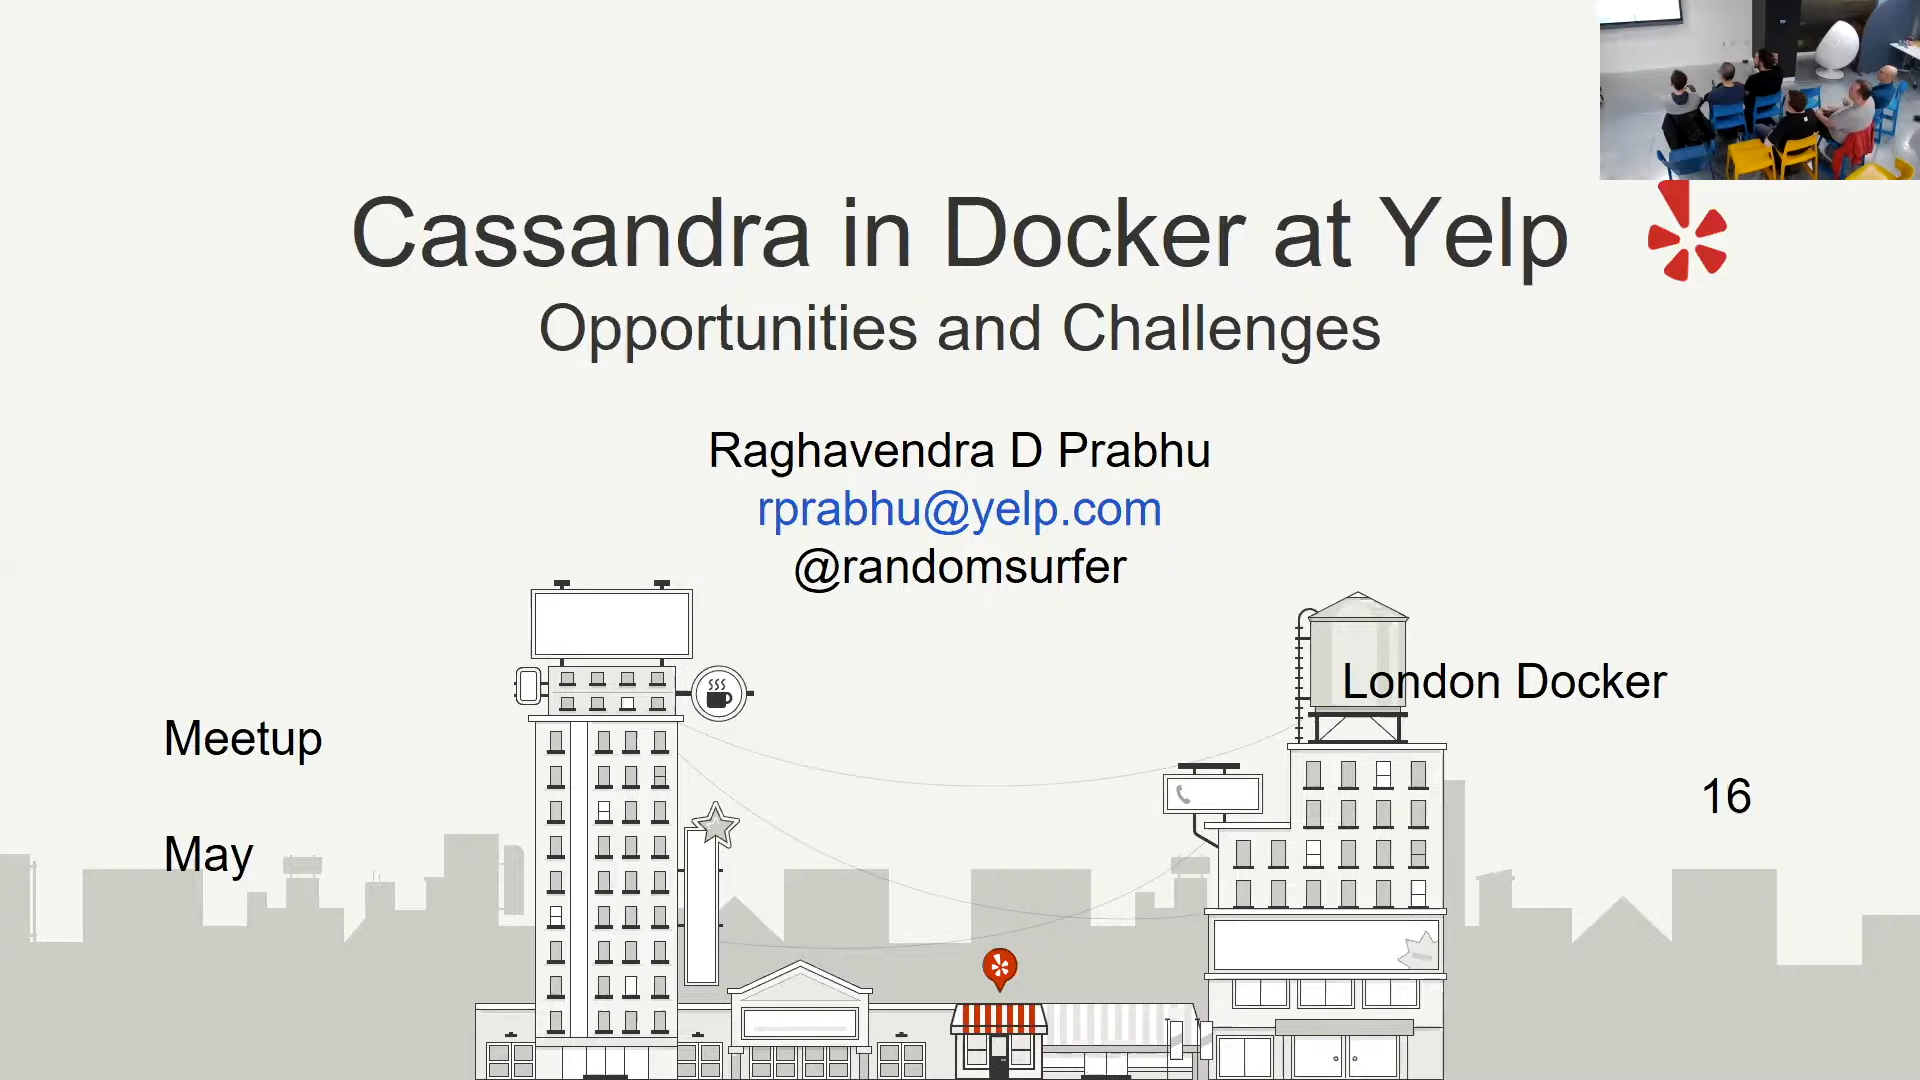 Cassandra in Docker at Yelp
Opportunities and Challenges
Raghavendra D Prabhu
rprabhu@yelp.com
@randomsurfer
London Docker
Meetup
16
May